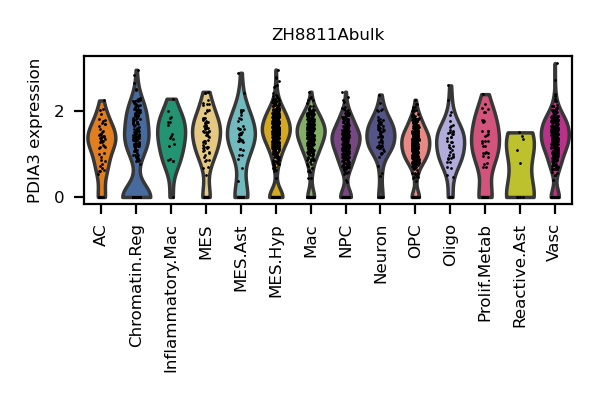 ZH8811Abulk
PDIA3 expression
2
0
AC
Chromatin.Reg
Inflammatory.Mac
MES
MES.Ast
MES.Hyp
Mac
NPC
Neuron
OPC
Oligo
Prolif.Metab
Reactive.Ast
Vasc